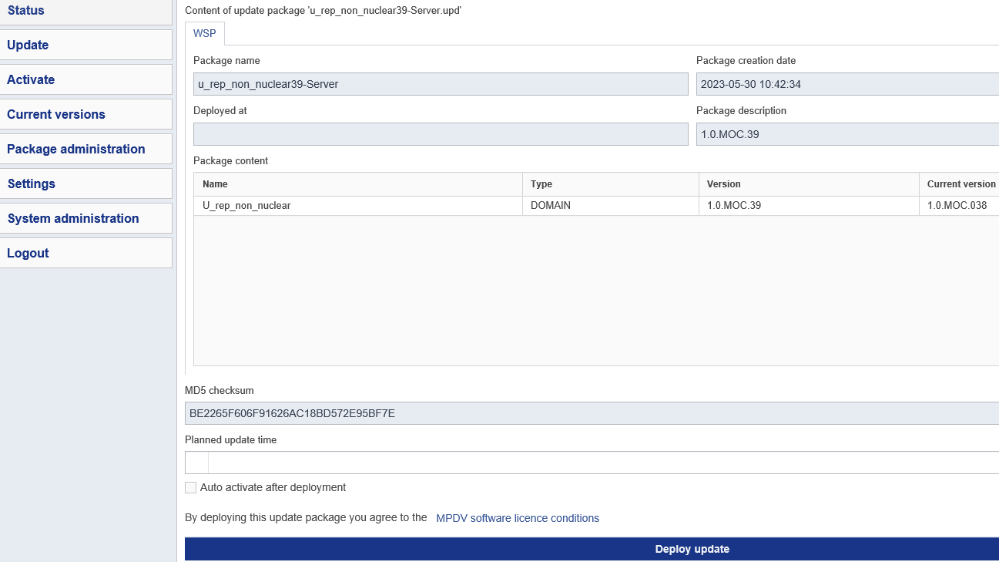 Status
Update
Activate
Current versions
Package administration
Settings
System administration
Logout
Content of update package 'u_rep_non_nuclear39-Server.upd'
WSP
Package name
Package creation date
u_rep_non_nuclear39-Server
2023-05-30 10:42:34
Deployed at
Package description
1.0.MOC.39
Package content
Name Type Version Current version
U_rep_non_nuclear DOMAIN 1.0.MOC.39 1.0.MOC.038
MD5 checksum
BE2265F606F91626AC18BD572E95BF7E
Planned update time
Auto activate after deployment
By deploying this update package you agree to the MPDV software licence conditions
Deploy update